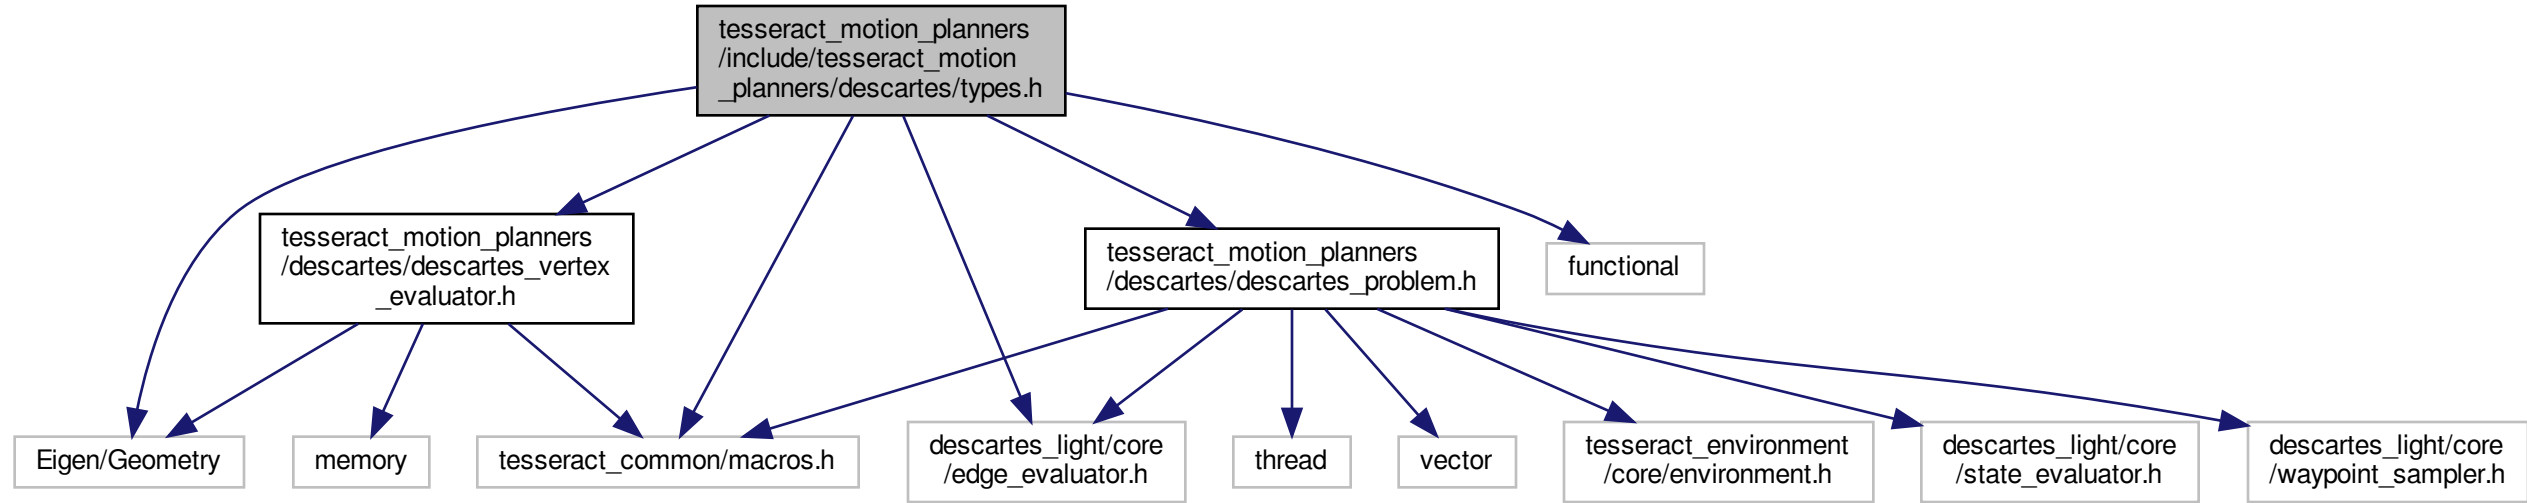 tesseract_motion_planners
/include/tesseract_motion
_planners/descartes/types.h
tesseract_motion_planners
/descartes/descartes_vertex
_evaluator.h
tesseract_motion_planners
/descartes/descartes_problem.h
functional
Eigen/Geometry
memory
tesseract_common/macros.h
descartes_light/core
/edge_evaluator.h
thread
vector
tesseract_environment
/core/environment.h
descartes_light/core
/state_evaluator.h
descartes_light/core
/waypoint_sampler.h